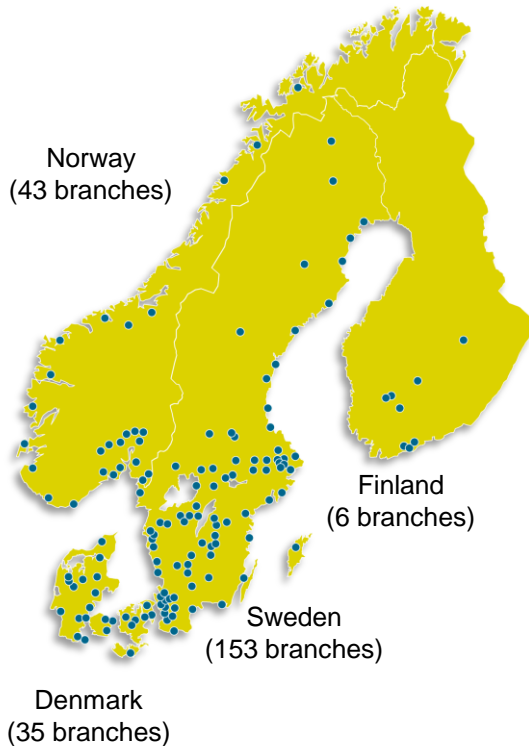 Norway
(43 branches)
Finland
(6 branches)
Sweden
(153 branches)
Denmark
(35 branches)